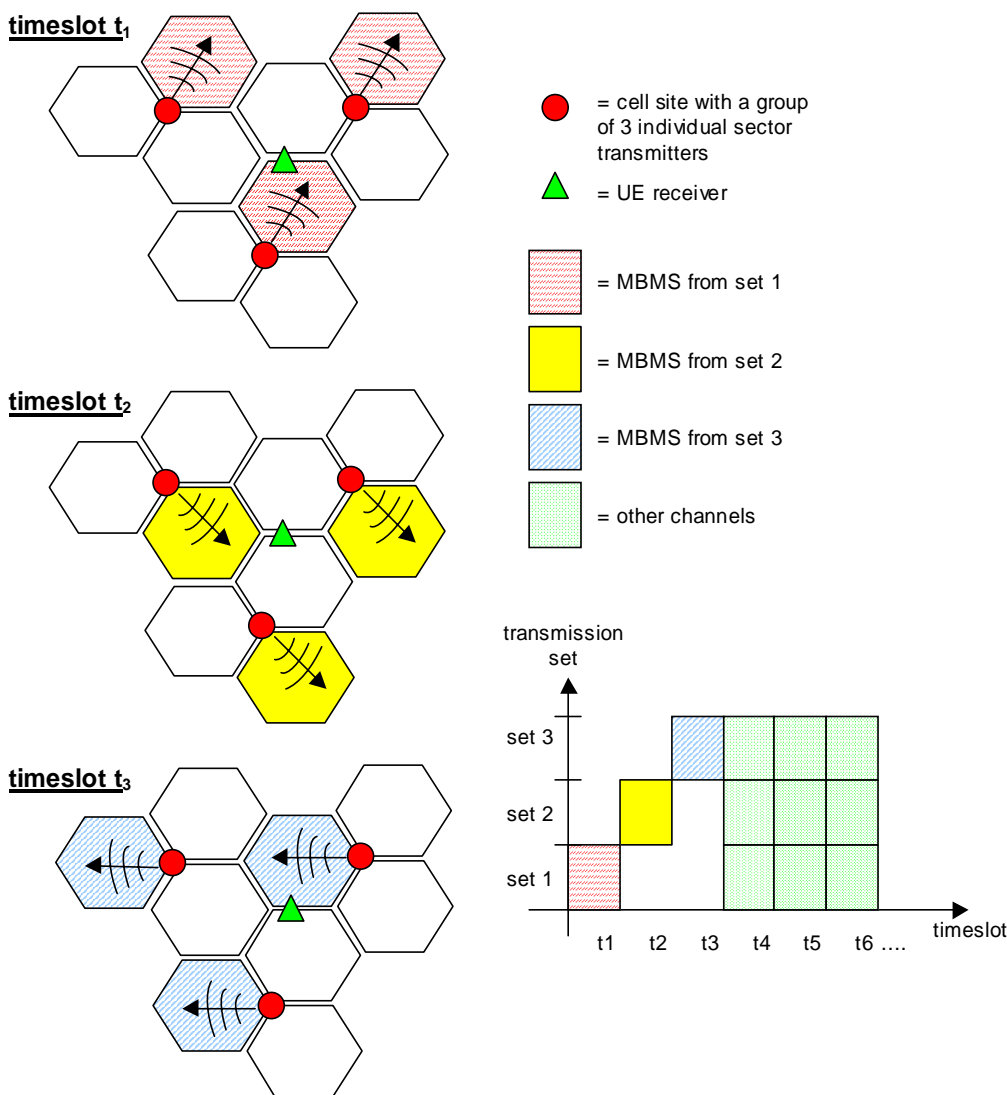 timeslot t1
= cell site with a group
of 3 individual sector
transmitters
= UE receiver
= MBMS from set 1
= MBMS from set 2
= MBMS from set 3
= other channels
timeslot t2
timeslot t3
transmission
set
set 3
set 2
set 1
timeslot
t1 t2 t3 t4 t5 t6 ....